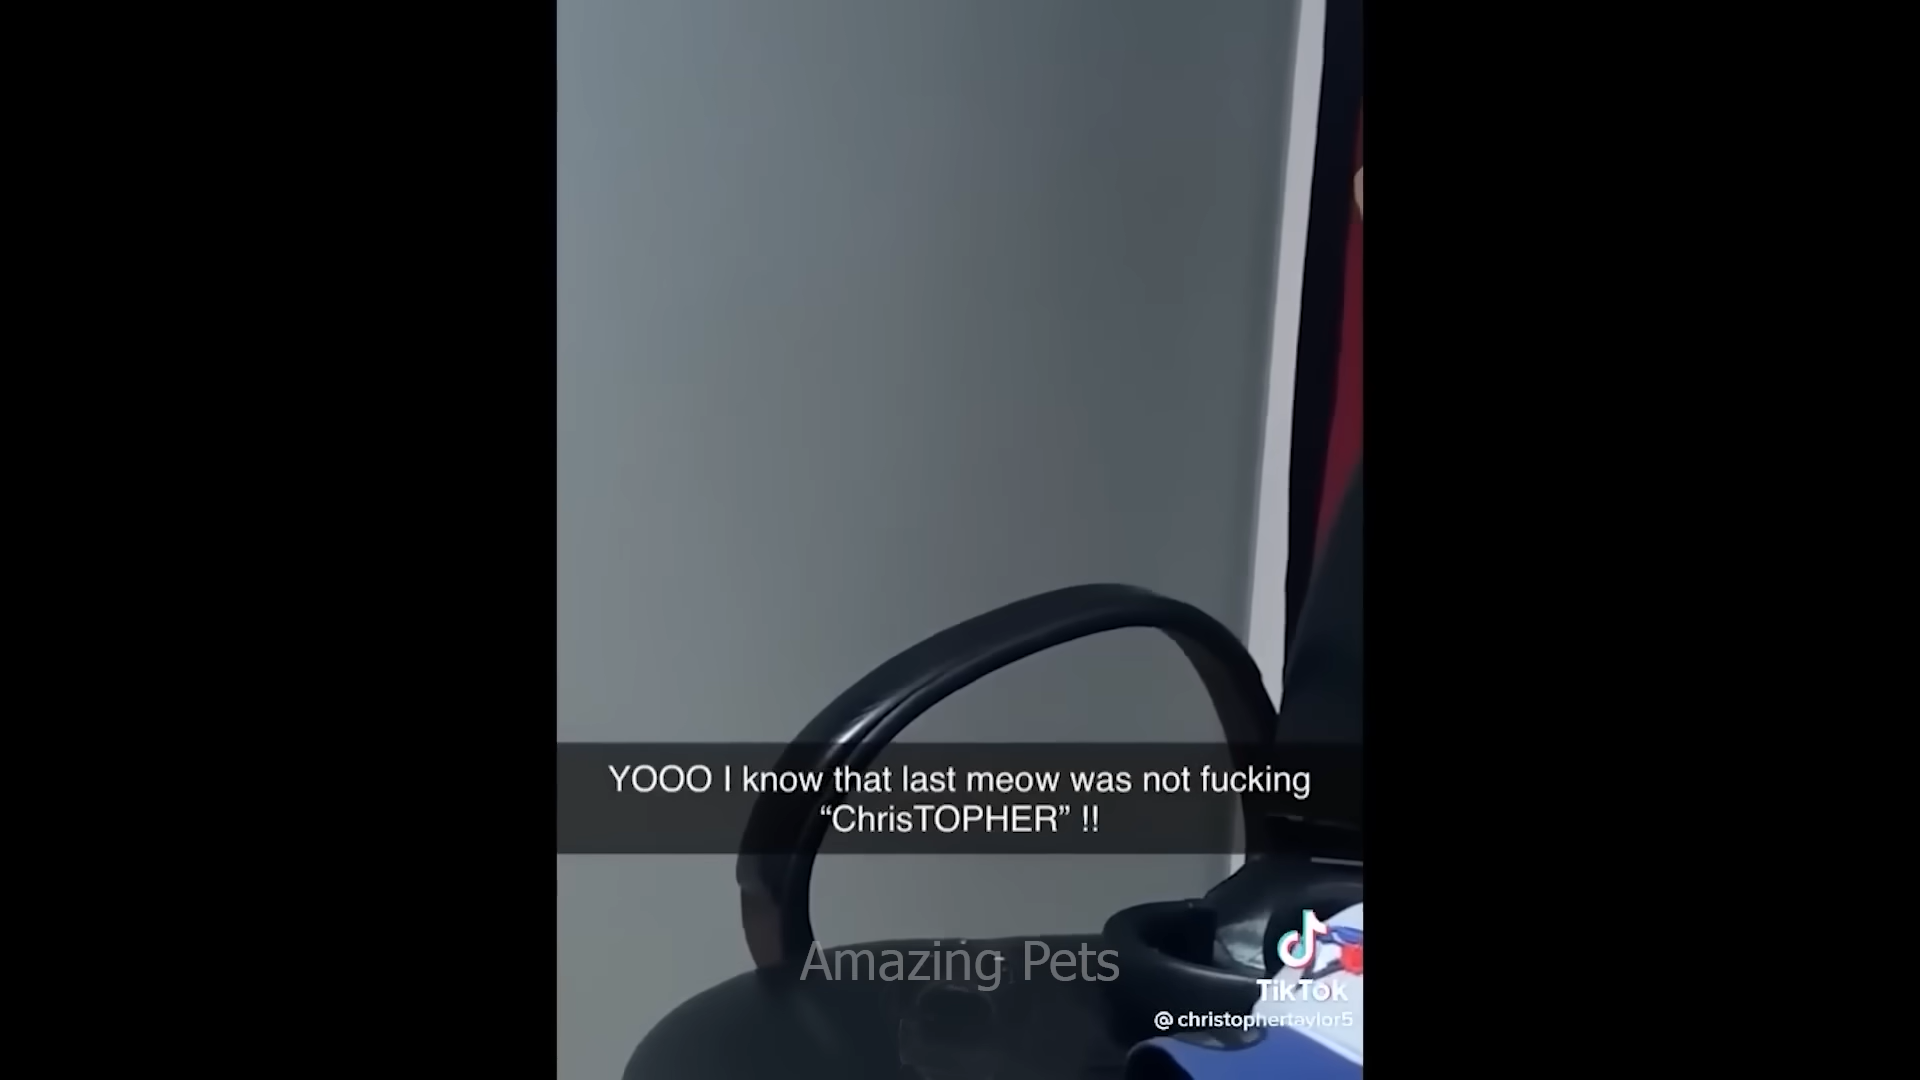 YOOO I know that last meow was not fucking
“ChrisTOPHER” !!
Amazing Pets
TikTok
@ christophertaylor5